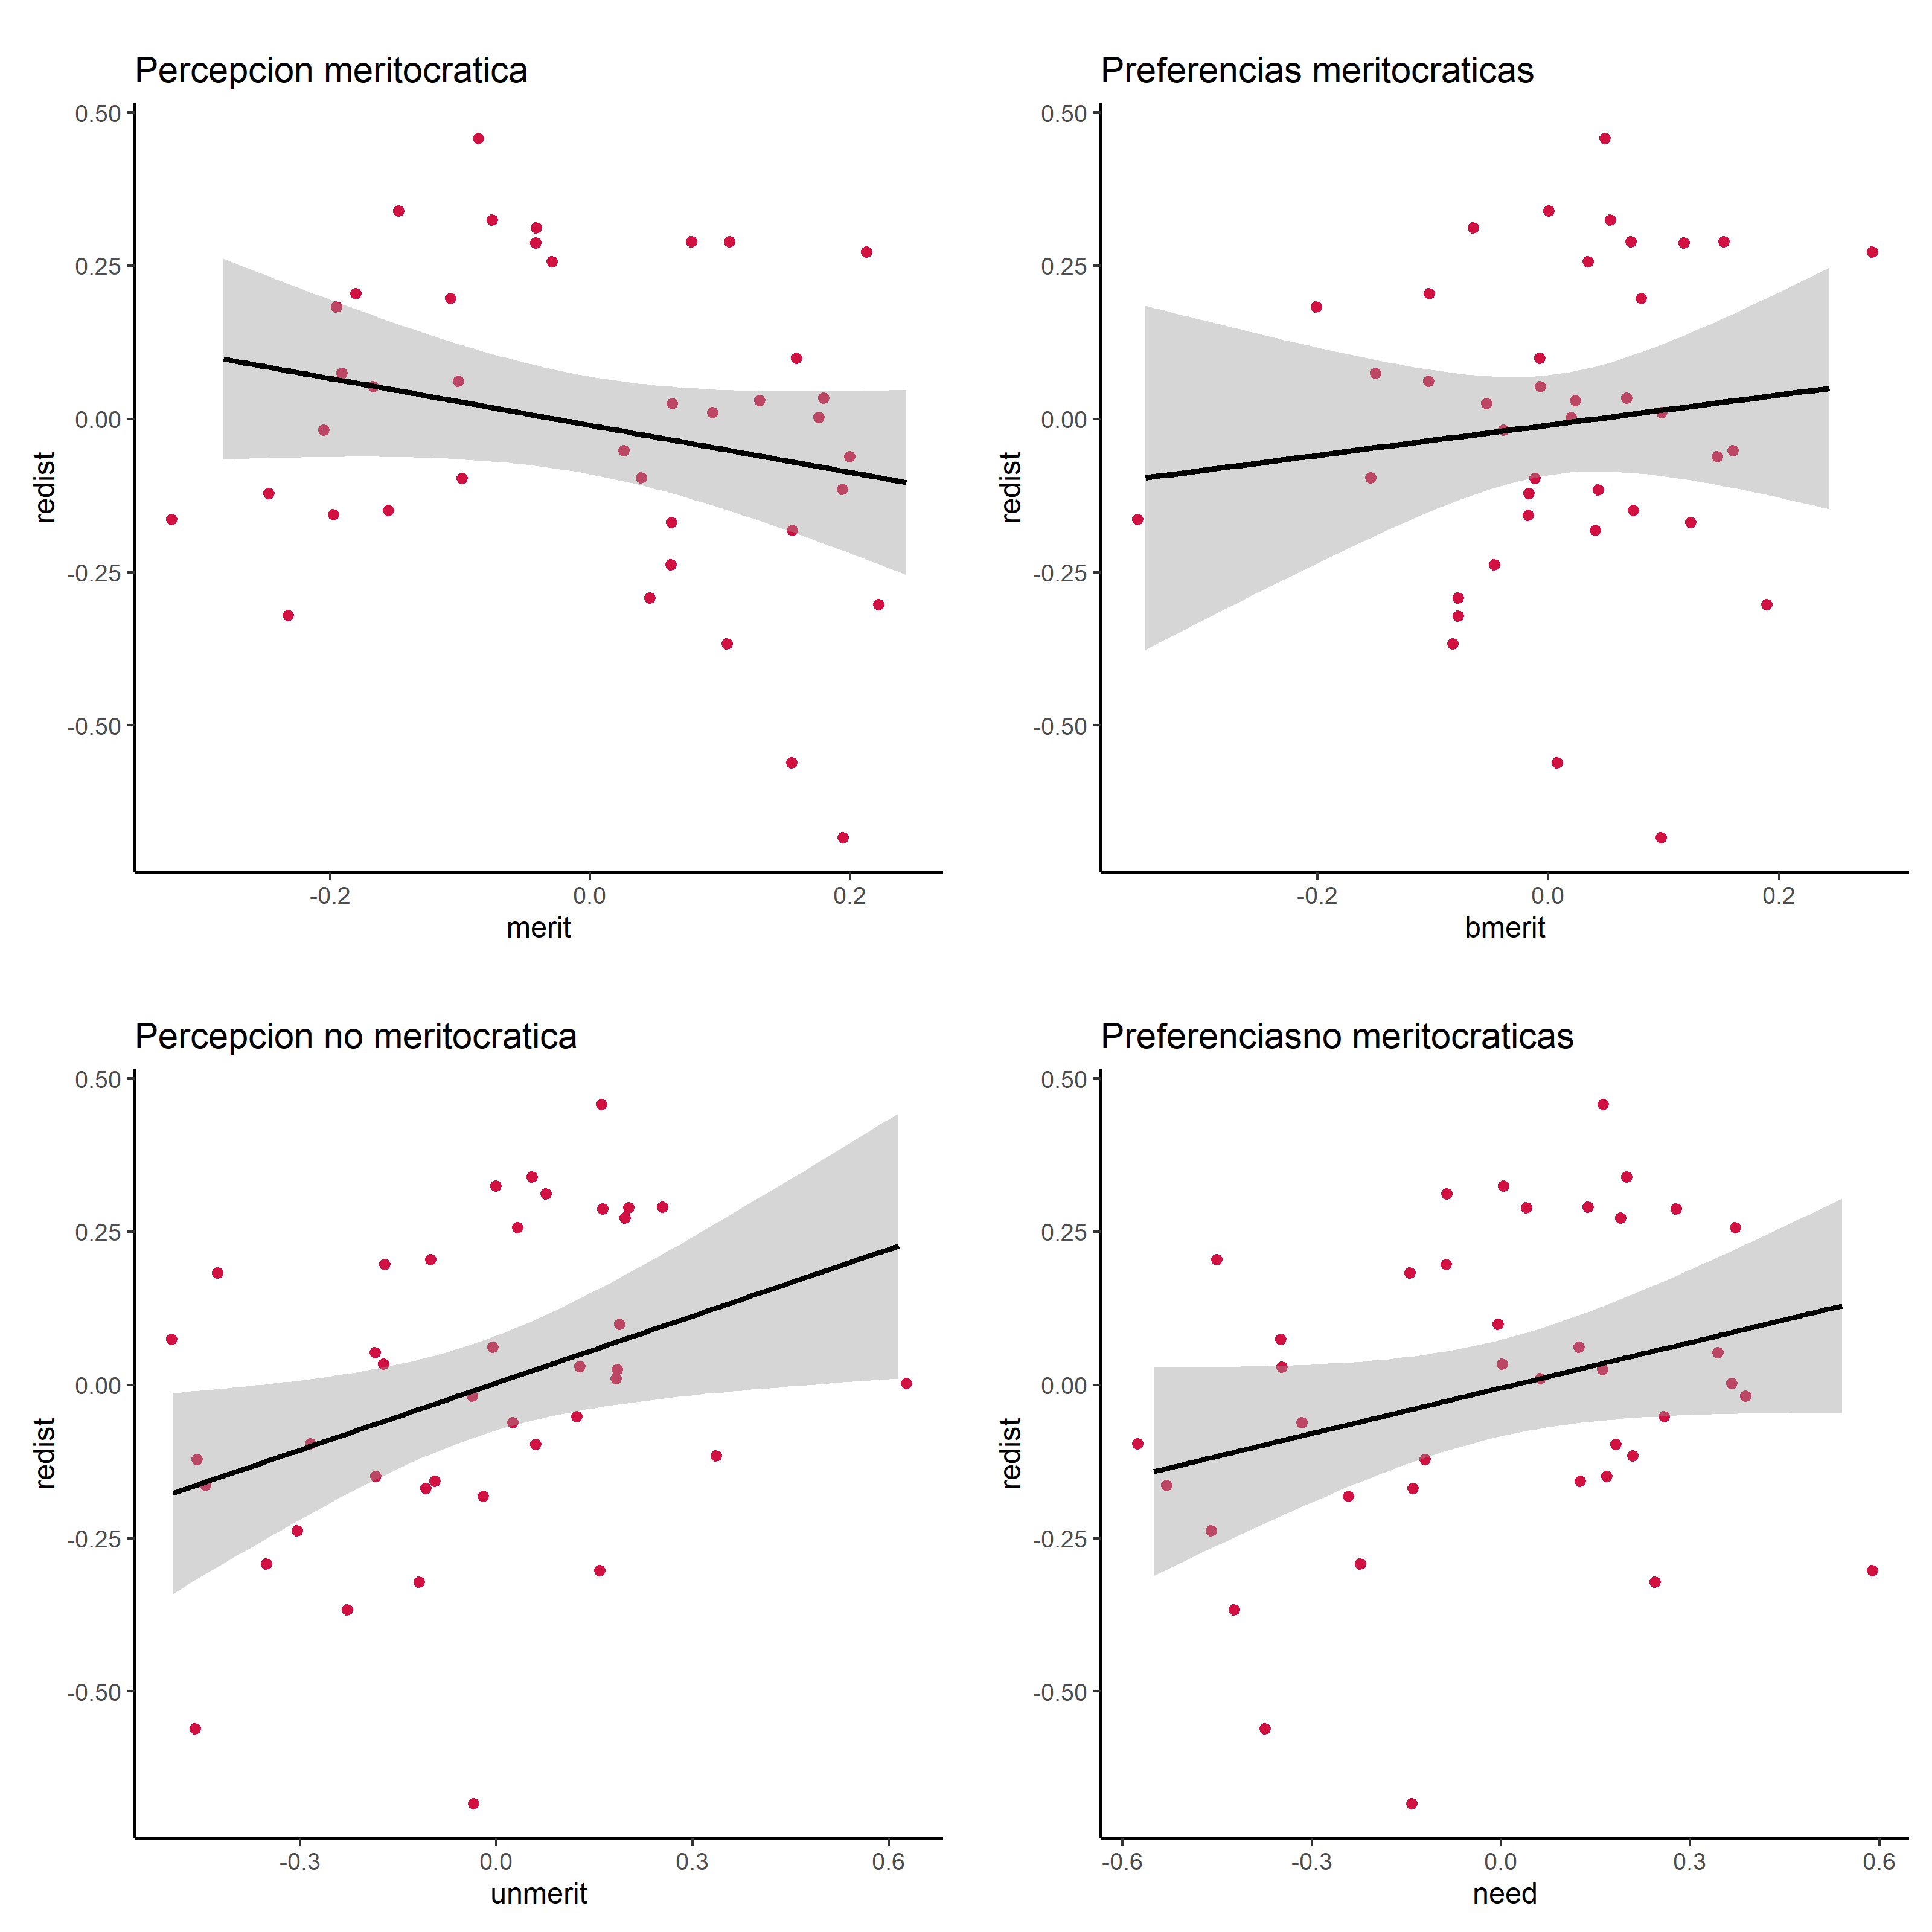 Percepcion meritocratica
0.50
0.25
0.00
-0.25
-0.50
redist
-0.2 0.0 0.2
merit
Preferencias meritocraticas
0.50
0.25
0.00
-0.25
-0.50
redist
-0.2 0.0 0.2
bmerit
Percepcion no meritocratica
0.50
0.25
0.00
-0.25
-0.50
redist
-0.3 0.0 0.3 0.6
unmerit
Preferenciasno meritocraticas
0.50
0.25
0.00
-0.25
-0.50
redist
-0.6 -0.3 0.0 0.3 0.6
need